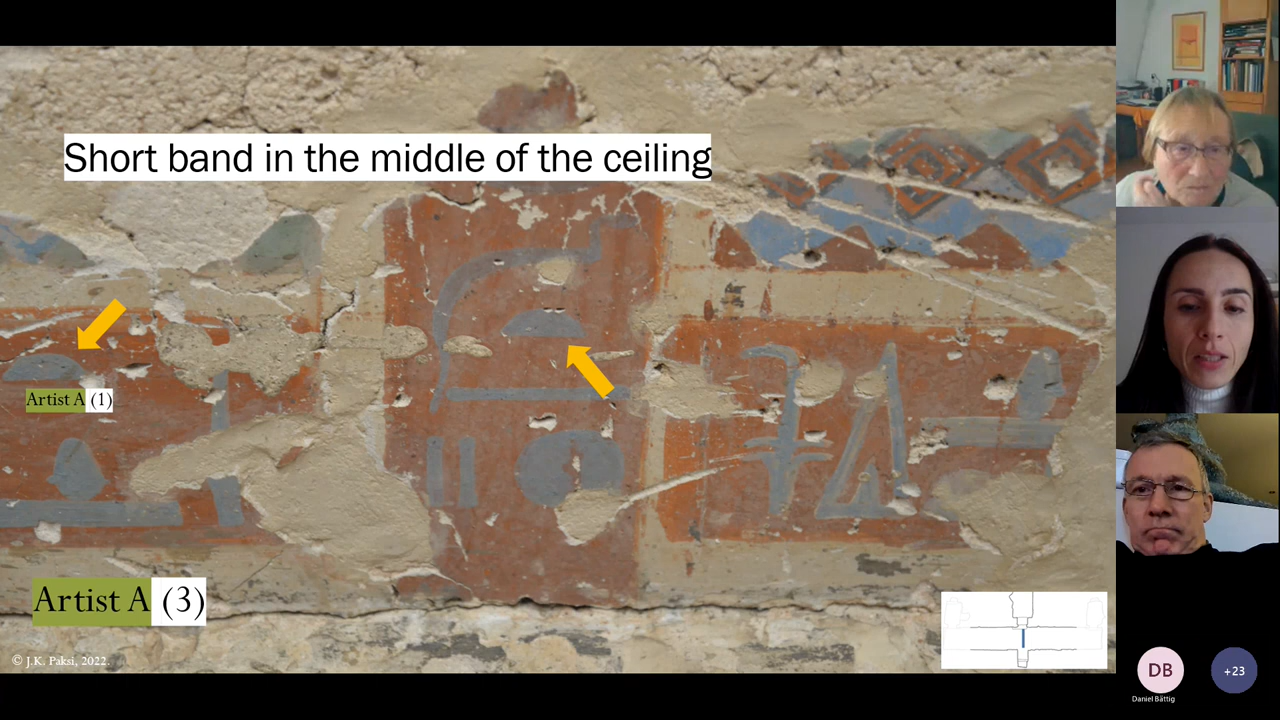 Short band in the middle of the ceiling
Artist A (1)
Artist A (3)
© J.K. Paksi, 2022.
DB
+23
Daniel Bättig